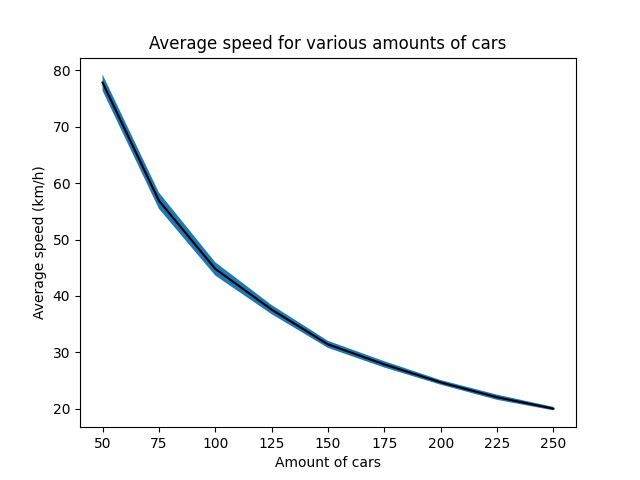 Average speed for various amounts of cars
80
70
60
50
40
30
20
Average speed (km/h)
50 75 100 125 150 175 200 225 250
Amount of cars